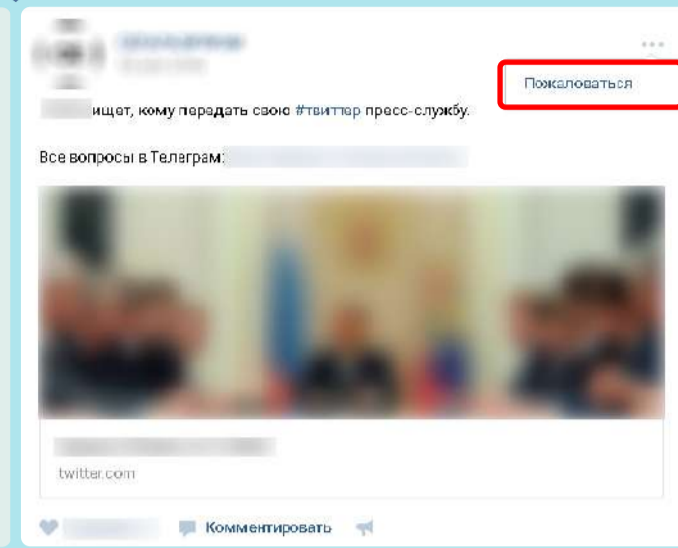 Пожаловаться
ищет, кому передать свою #твиттер пресс-службу.
Все вопросы в Телеграм:
twitter.com
Комментировать